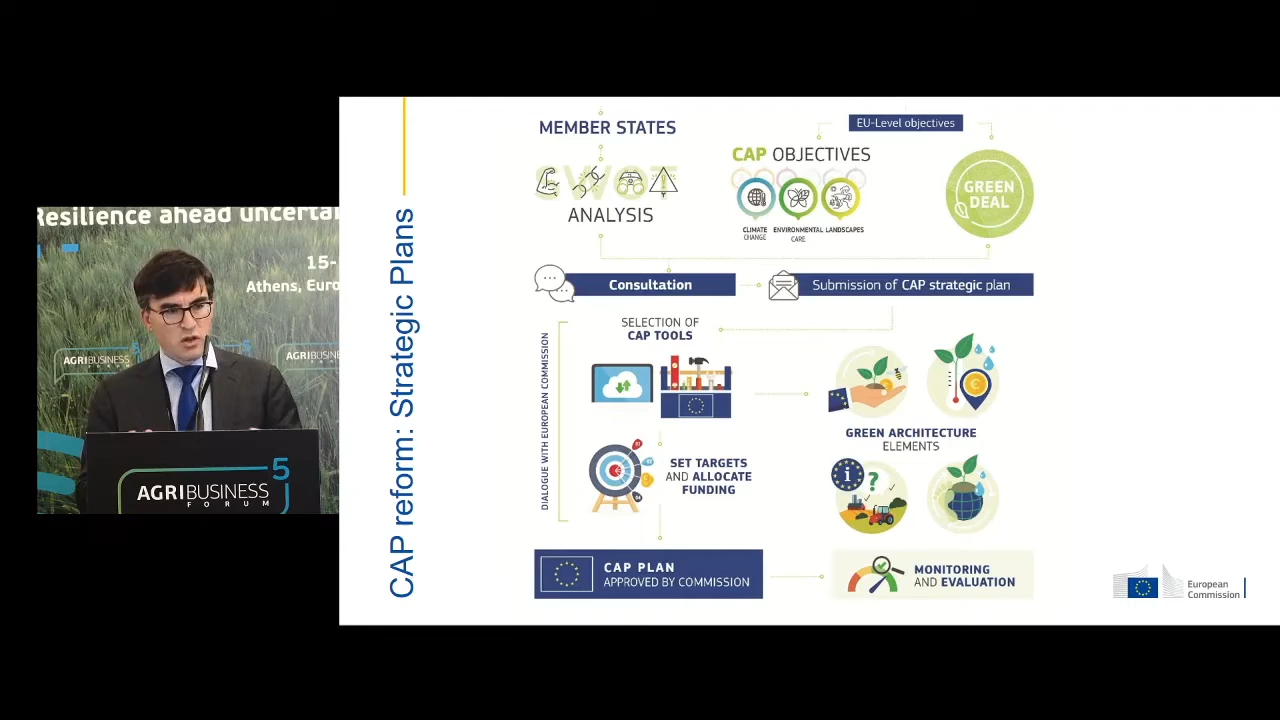 Resilience ahead uncertai
15-
Athens, Euro
AGRIBUSINESS
FORUM
AGRIBUSINE
FORUM
AGRIBUSINESS 5
FORUM
CAP reform: Strategic Plans
MEMBER STATES
SWOT
ANALYSIS
EU-Level objectives
CAP OBJECTIVES
CLIMATE
CHANGE
ENVIRONMENTAL
CARE
LANDSCAPES
GREEN
DEAL
Consultation
Submission of CAP strategic plan
DIALOGUE WITH EUROPEAN COMMISSION
SELECTION OF
CAP TOOLS
SET TARGETS
AND ALLOCATE
FUNDING
GREEN ARCHITECTURE
ELEMENTS
CAP PLAN
APPROVED BY COMMISSION
MONITORING
AND EVALUATION
European
Commission